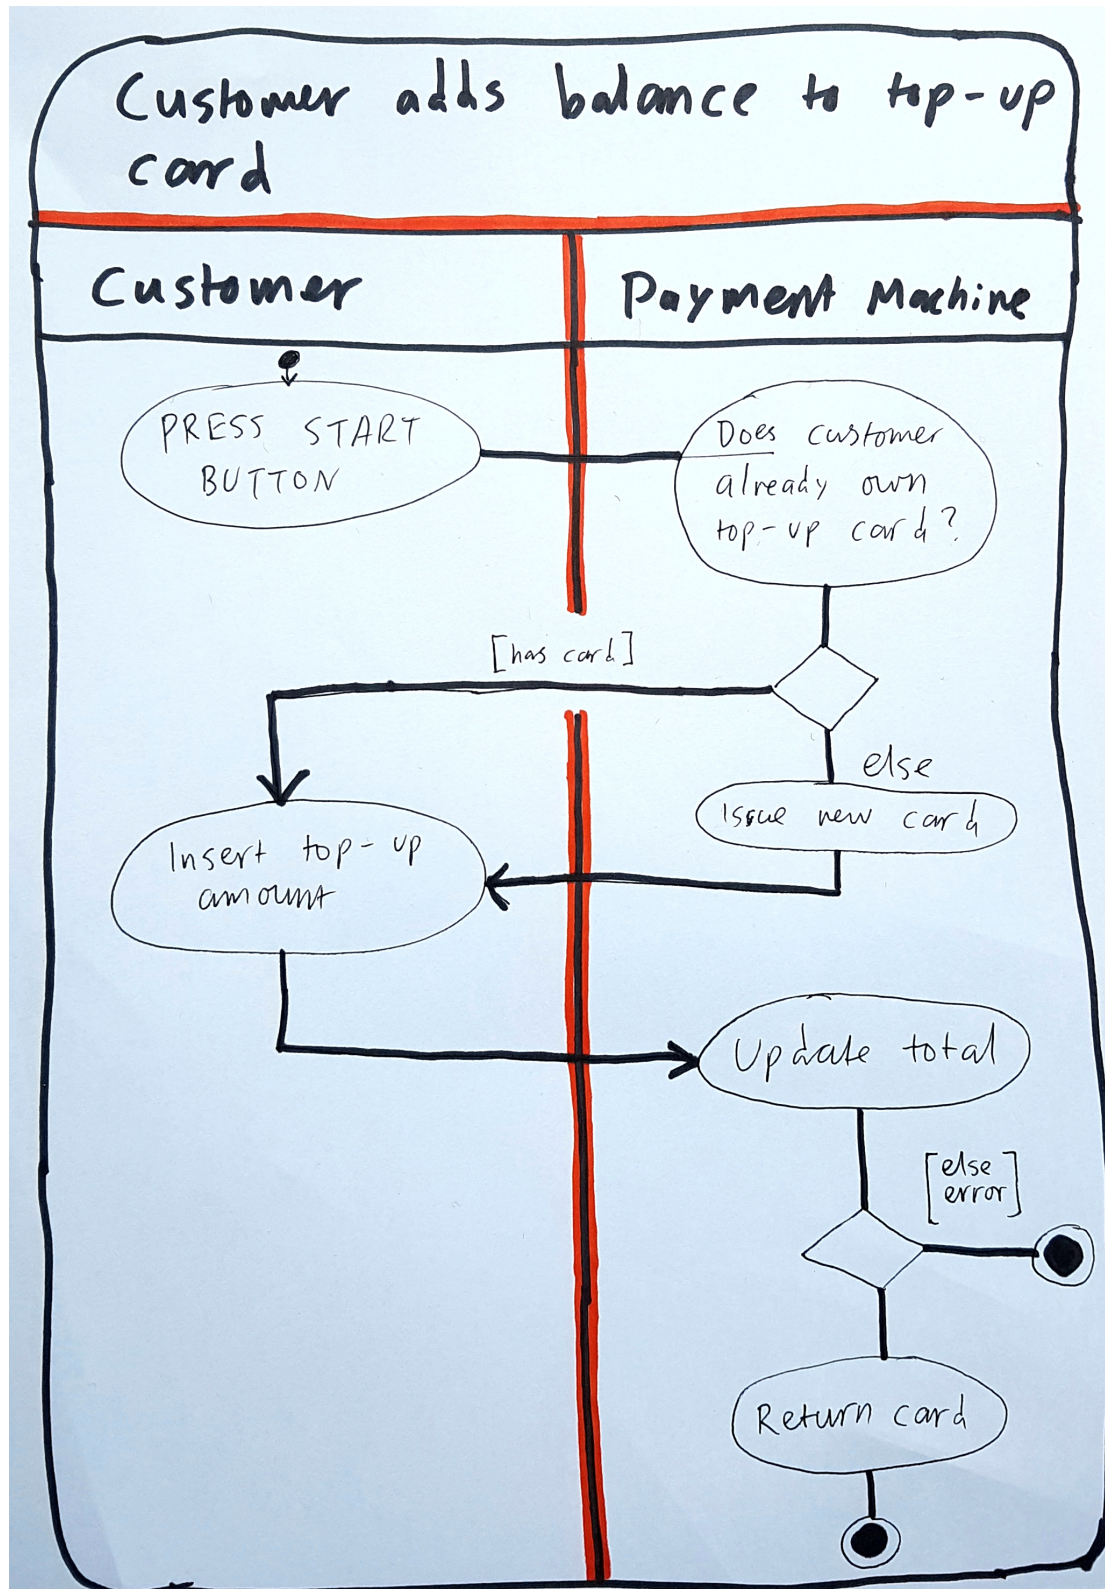 Customer adds balance to top-up
card
Customer
Payment Machine
PRESS START
BUTTON
Does customer
already own
top-up card?
[has card]
else
Issue new card
Insert top-up
amount
Update total
[else
error]
Return card